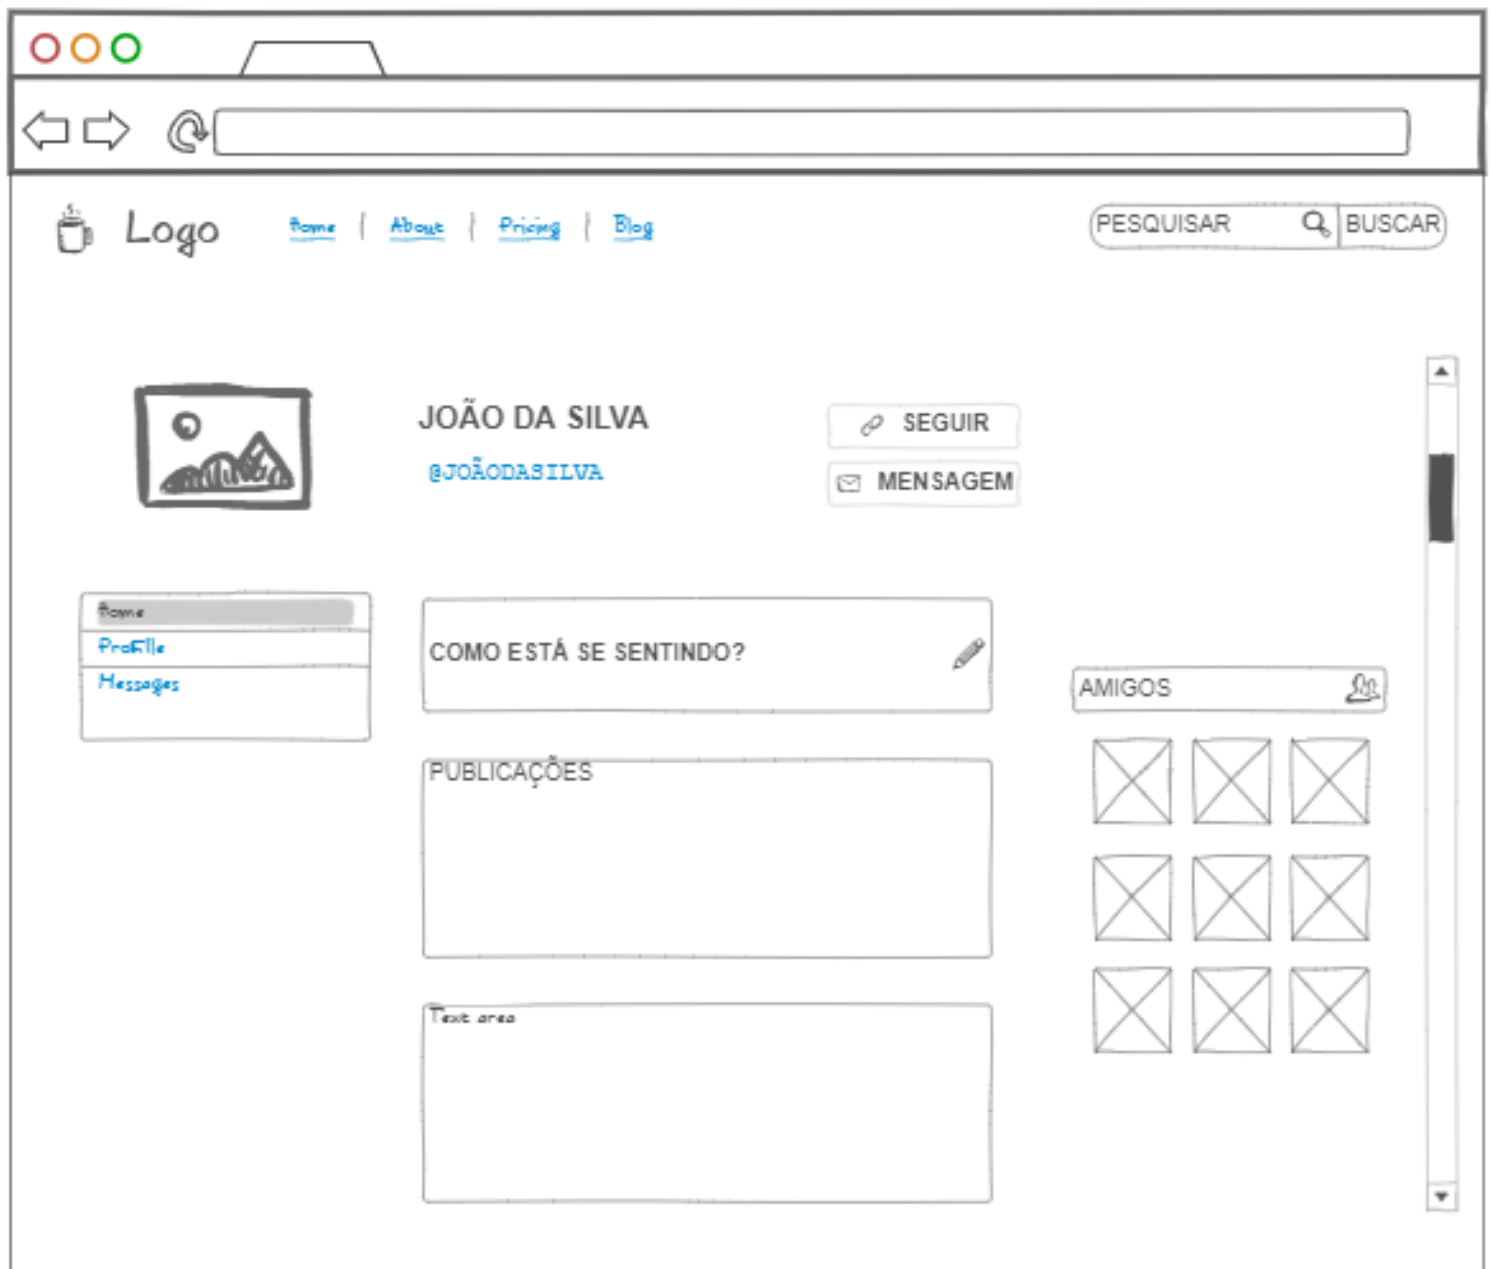 Logo
Home | About | Pricing | Blog
PESQUISAR BUSCAR
JOÃO DA SILVA
@JOÃODASILVA
SEGUIR
MENSAGEM
Home
Profile
Messages
COMO ESTÁ SE SENTINDO?
PUBLICAÇÕES
Text area
AMIGOS